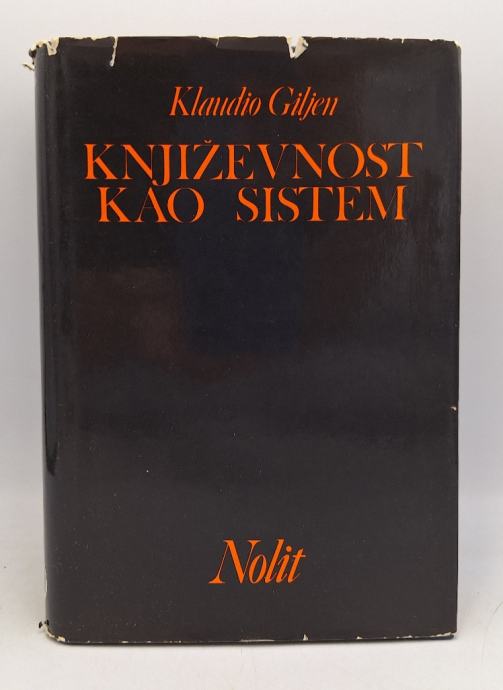 Klaudio Giljen
KNJIŽEVNOST
KAO SISTEM
Nolit